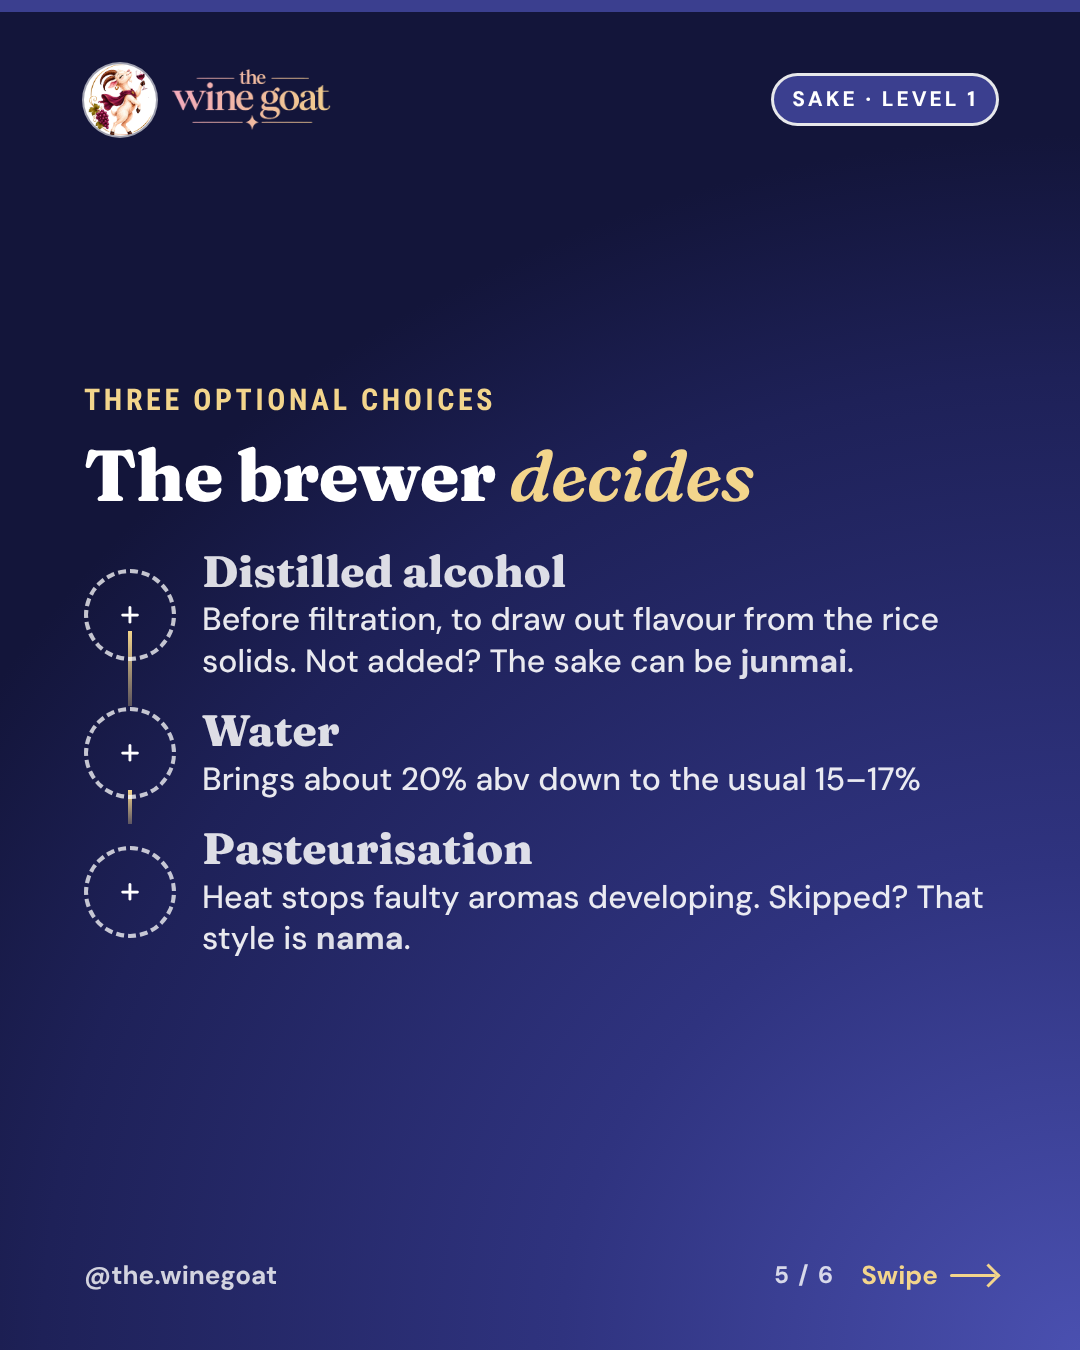 the
wine goat
SAKE · LEVEL 1
THREE OPTIONAL CHOICES
The brewer decides
+
Distilled alcohol
Before filtration, to draw out flavour from the rice
solids. Not added? The sake can be junmai.
+
Water
Brings about 20% abv down to the usual 15–17%
+
Pasteurisation
Heat stops faulty aromas developing. Skipped? That
style is nama.
@the.winegoat
5 / 6
Swipe